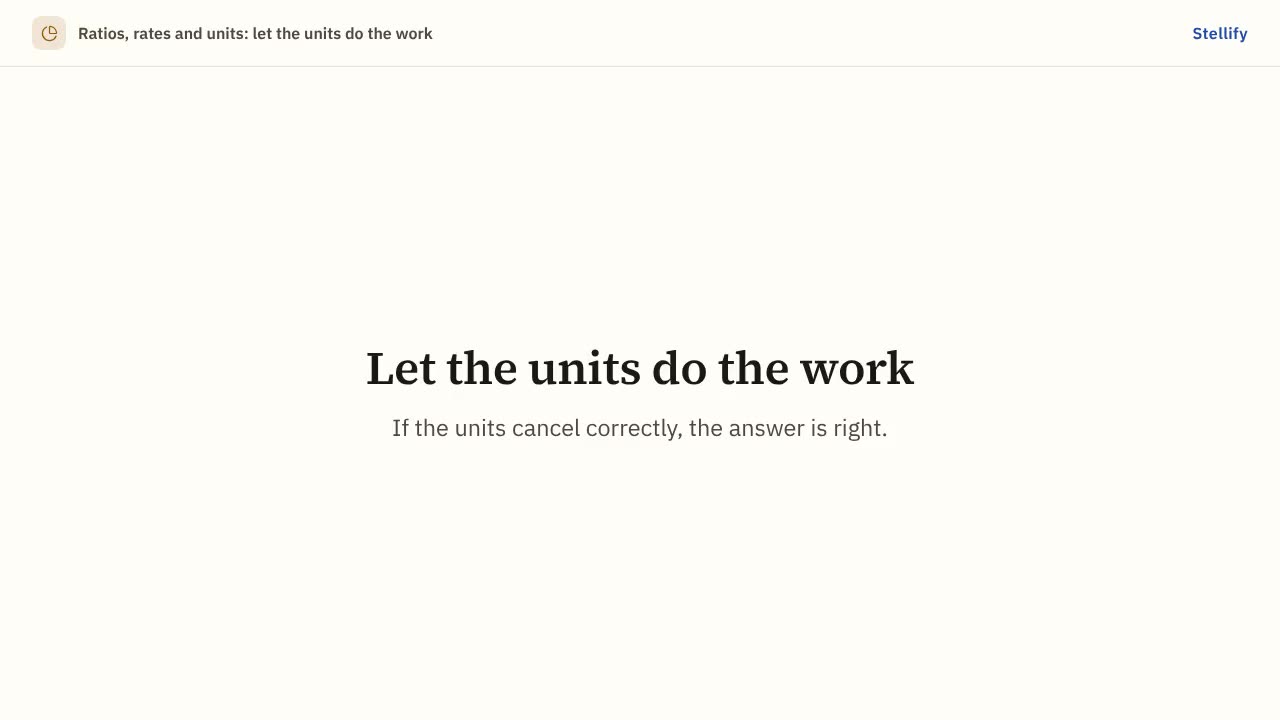 Ratios, rates and units: let the units do the work
Stellify
Let the units do the work
If the units cancel correctly, the answer is right.